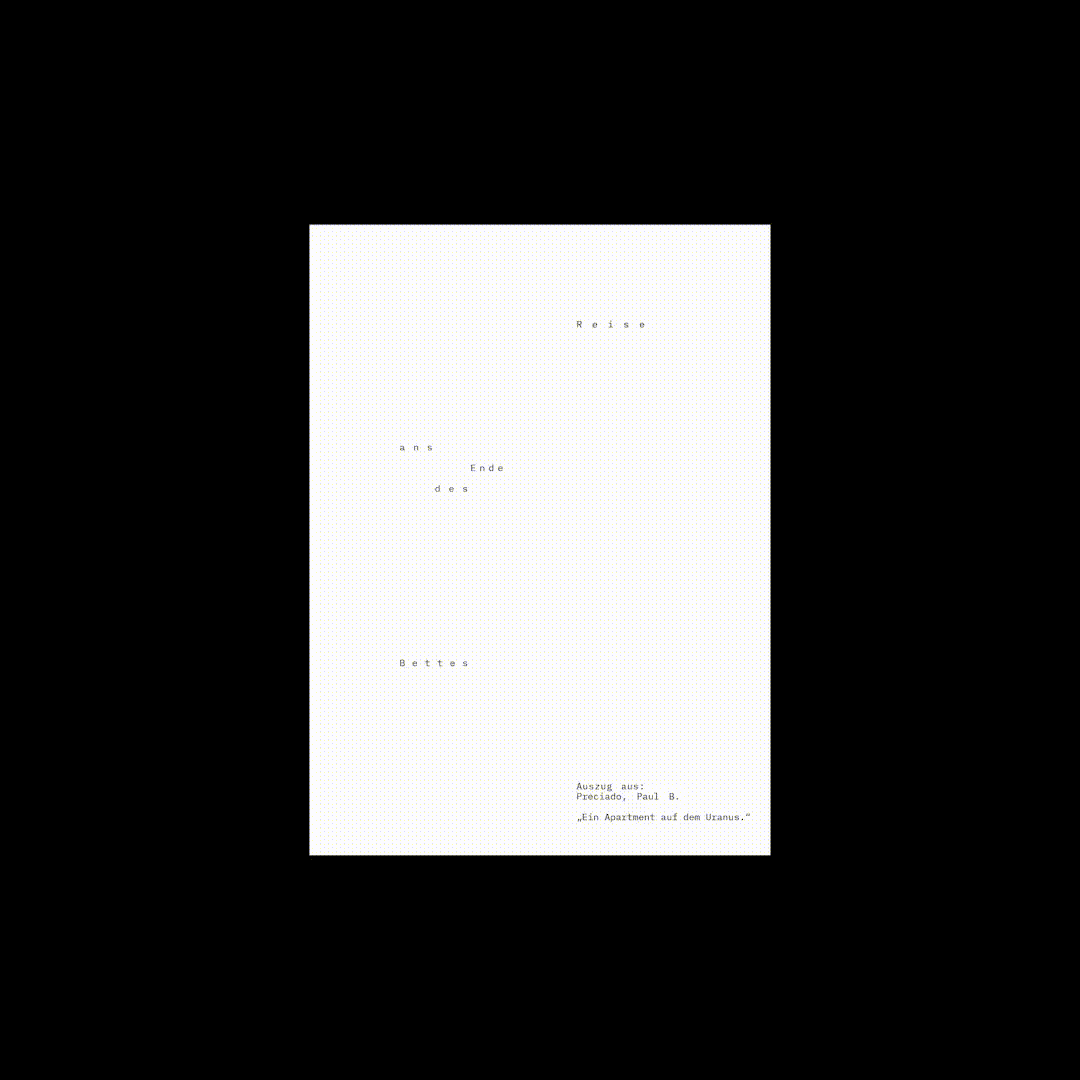 Reise
ans
Ende
des
Bettes
Auszug aus:
Preciado, Paul B.
„Ein Apartment auf dem Uranus.“